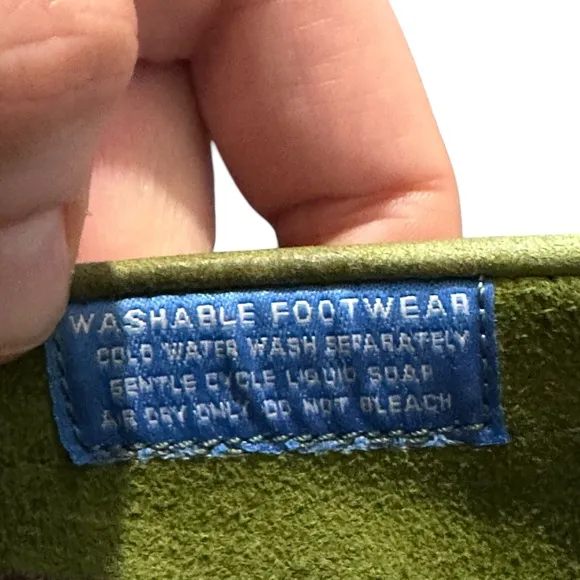 WASHABLE FOOTWEAR
COLD WATER WASH SEPARATELY
GENTLE CYCLE LIQUID SOAP
AIR DRY ONLY DO NOT BLEACH